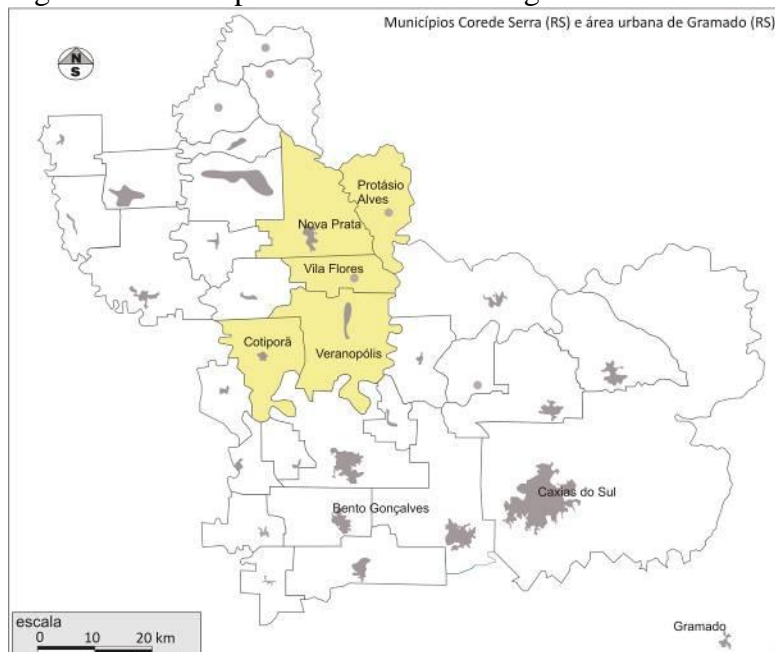 Municípios Corede Serra (RS) e área urbana de Gramado (RS)
N
S
Protásio
Alves
Nova Prata
Vila Flores
Cotiporã
Veranopólis
Caxias do Sul
Bento Gonçalves
Gramado
escala
0 10 20 km